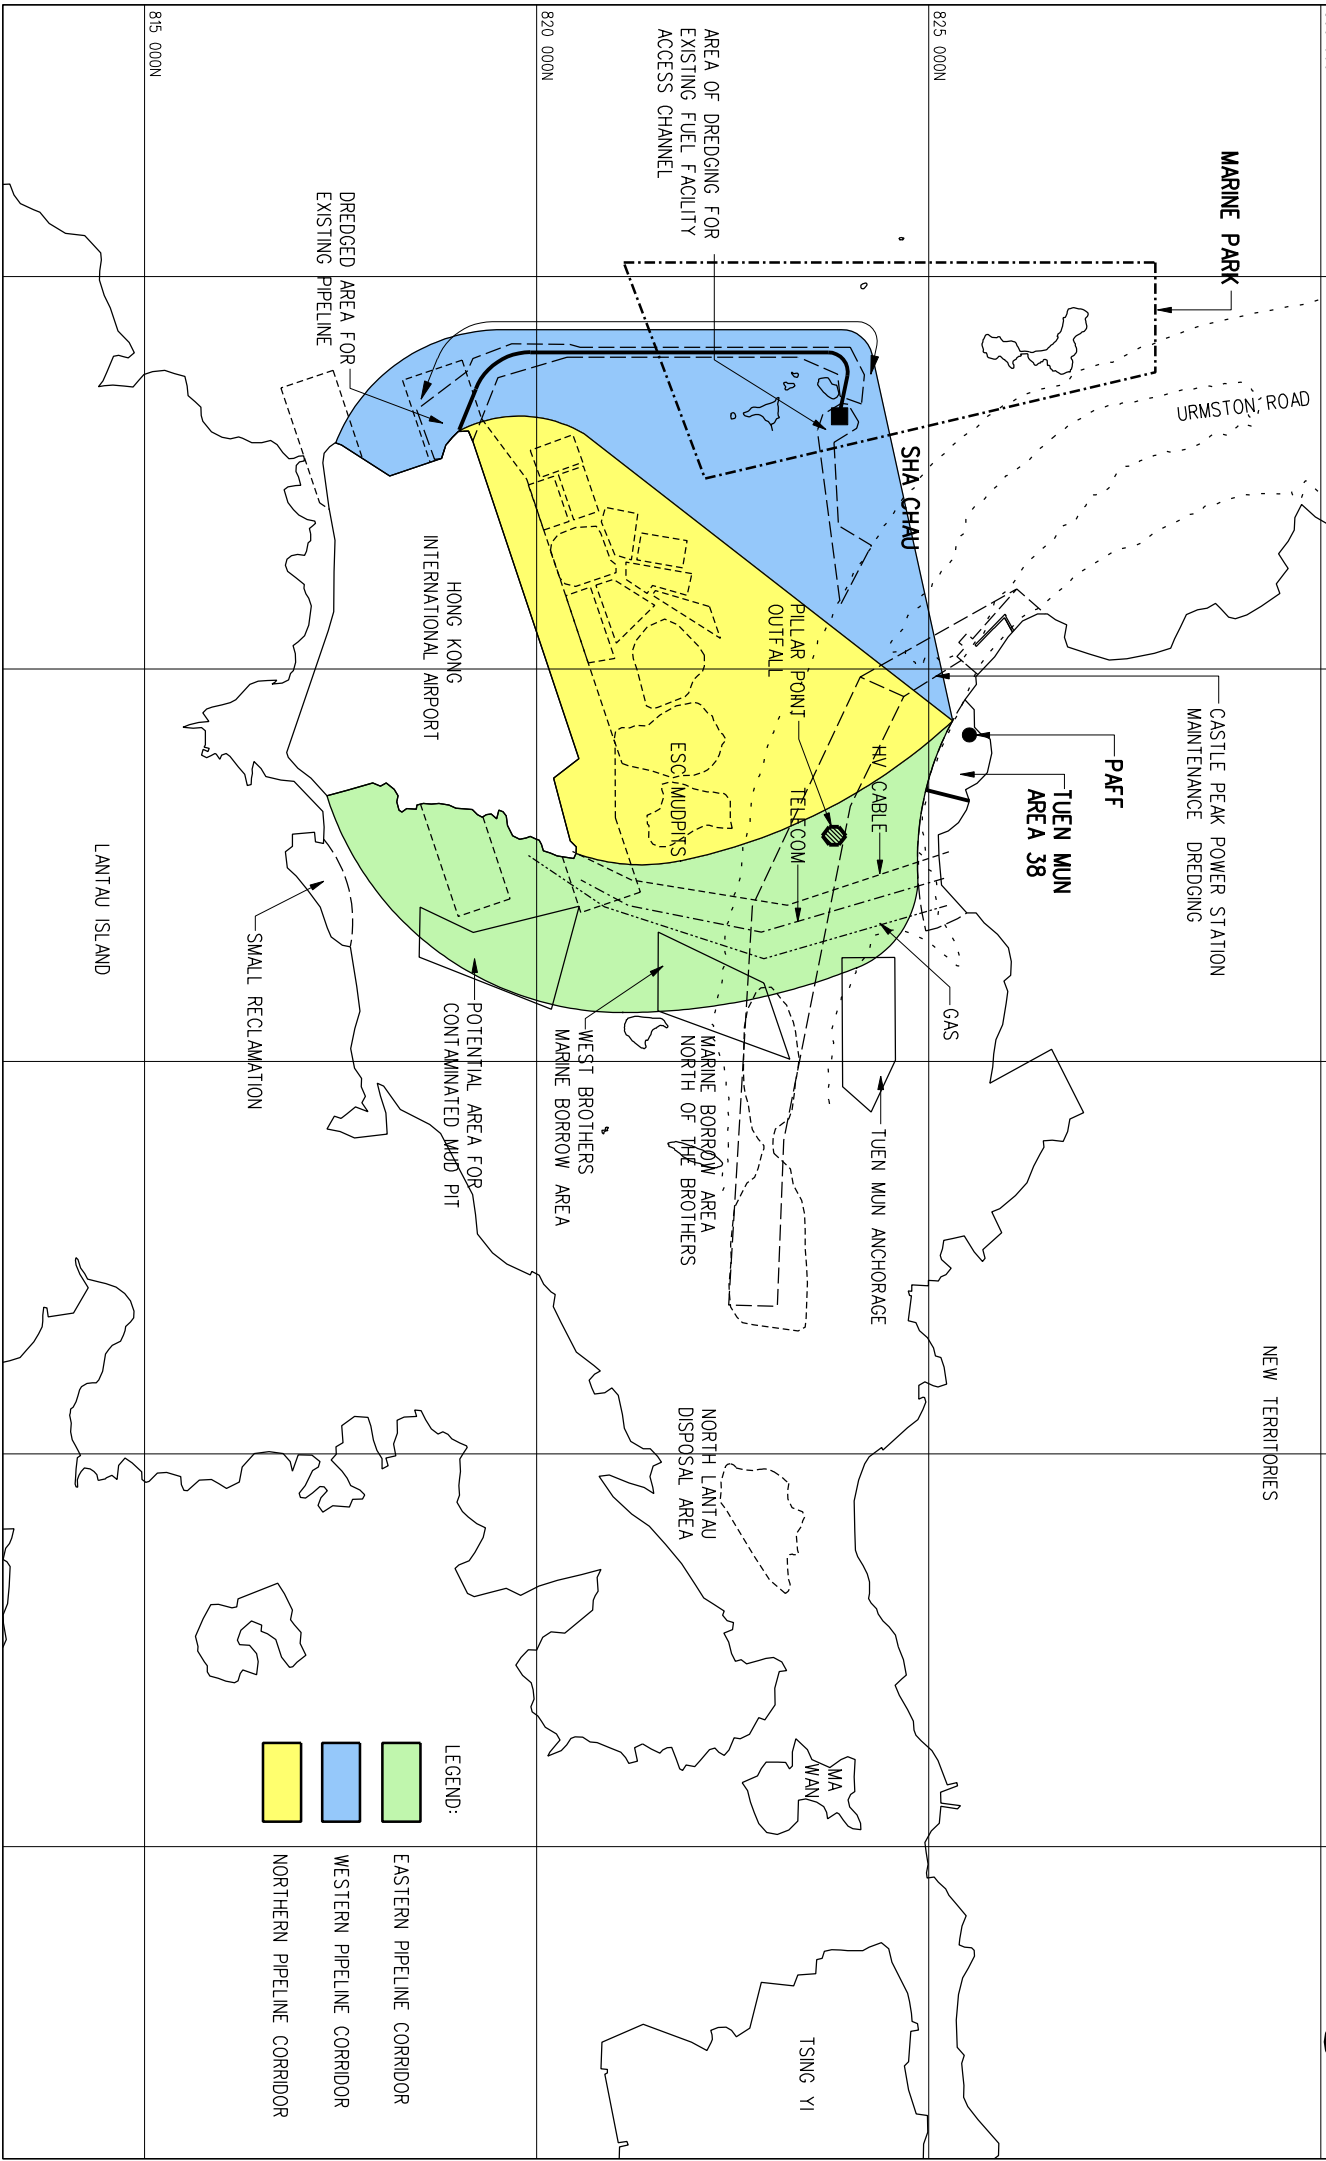 MARINE PARK
URMSTON ROAD
825 000N
820 000N
815 000N
AREA OF DREDGING FOR
EXISTING FUEL FACILITY
ACCESS CHANNEL
DREDGED AREA FOR
EXISTING PIPELINE
SHA CHAU
CASTLE PEAK POWER STATION
MAINTENANCE DREDGING
PAFF
TUEN MUN
AREA 38
PILLAR POINT
OUTFALL
HV CABLE
TELECOM
ESC MUDPITS
HONG KONG
INTERNATIONAL AIRPORT
GAS
TUEN MUN ANCHORAGE
MARINE BORROW AREA
NORTH OF THE BROTHERS
WEST BROTHERS
MARINE BORROW AREA
POTENTIAL AREA FOR
CONTAMINATED MUD PIT
SMALL RECLAMATION
LANTAU ISLAND
NEW TERRITORIES
NORTH LANTAU
DISPOSAL AREA
MA
WAN
TSING YI
LEGEND:
EASTERN PIPELINE CORRIDOR
WESTERN PIPELINE CORRIDOR
NORTHERN PIPELINE CORRIDOR